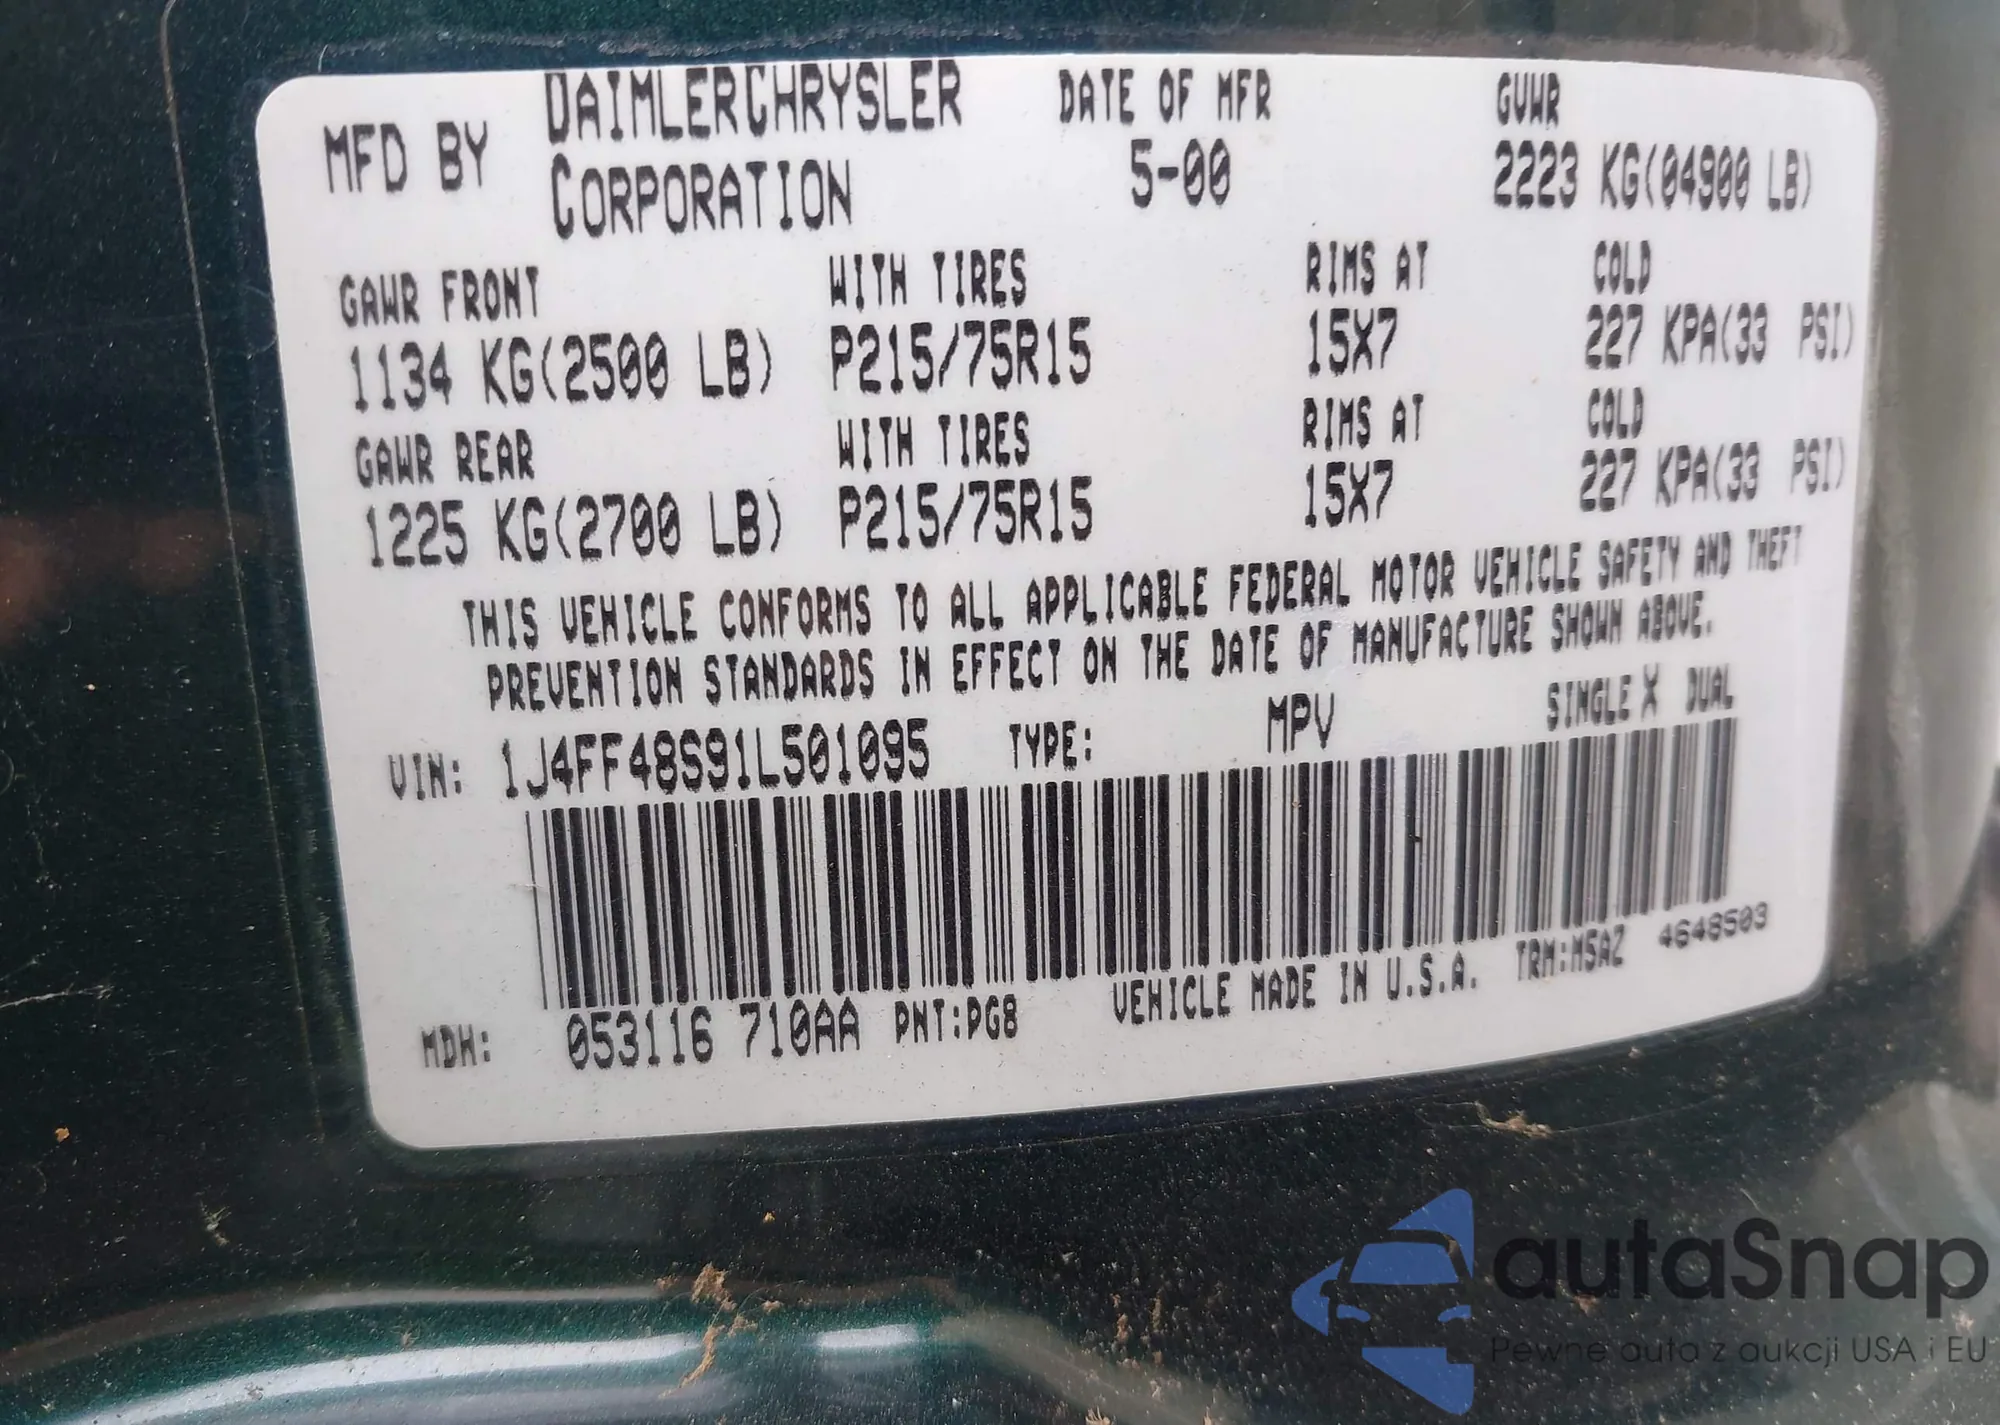 MFD BY DAIMLERCHRYSLER CORPORATION DATE OF MFR 5-00 GVWR 2223 KG(04900 LB)
GAWR FRONT WITH TIRES RIMS AT COLD
1134 KG(2500 LB) P215/75R15 15X7 227 KPA(33 PSI)
GAWR REAR WITH TIRES RIMS AT COLD
1225 KG(2700 LB) P215/75R15 15X7 227 KPA(33 PSI)
THIS VEHICLE CONFORMS TO ALL APPLICABLE FEDERAL MOTOR VEHICLE SAFETY AND THEFT
PREVENTION STANDARDS IN EFFECT ON THE DATE OF MANUFACTURE SHOWN ABOVE.
VIN: 1J4FF48S91L501095 TYPE: MPV SINGLE X DUAL
MDH: 053116 710AA PNT:PG8 VEHICLE MADE IN U.S.A. TRM:M5AZ 4648503
autaSnap
Pewne auta z aukcji USA i EU